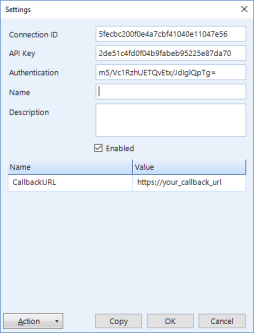 Settings
Connection ID 5fecbc200f0e4a7cbf41040e11047e56
API Key 2de51c4fd0f04b9fabeb95225e87da70
Authentication m5/Vc1RzhUETQvEtx/JdIglQpTg=
Name
Description
Enabled
Name Value
CallbackURL https://your_callback_url
Action Copy OK Cancel